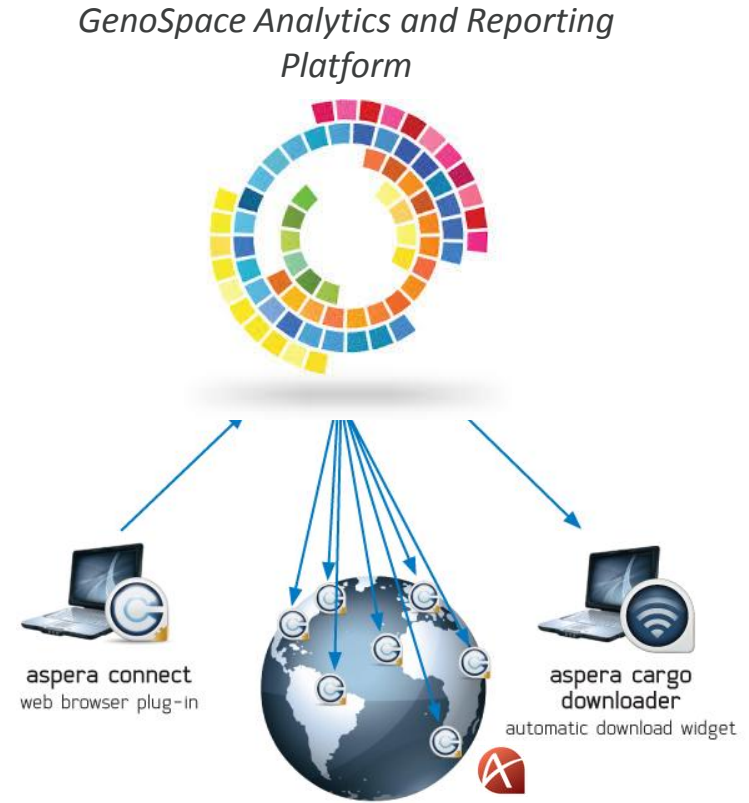 GenoSpace Analytics and Reporting
Platform
aspera connect
web browser plug-in
aspera cargo
downloader
automatic download widget